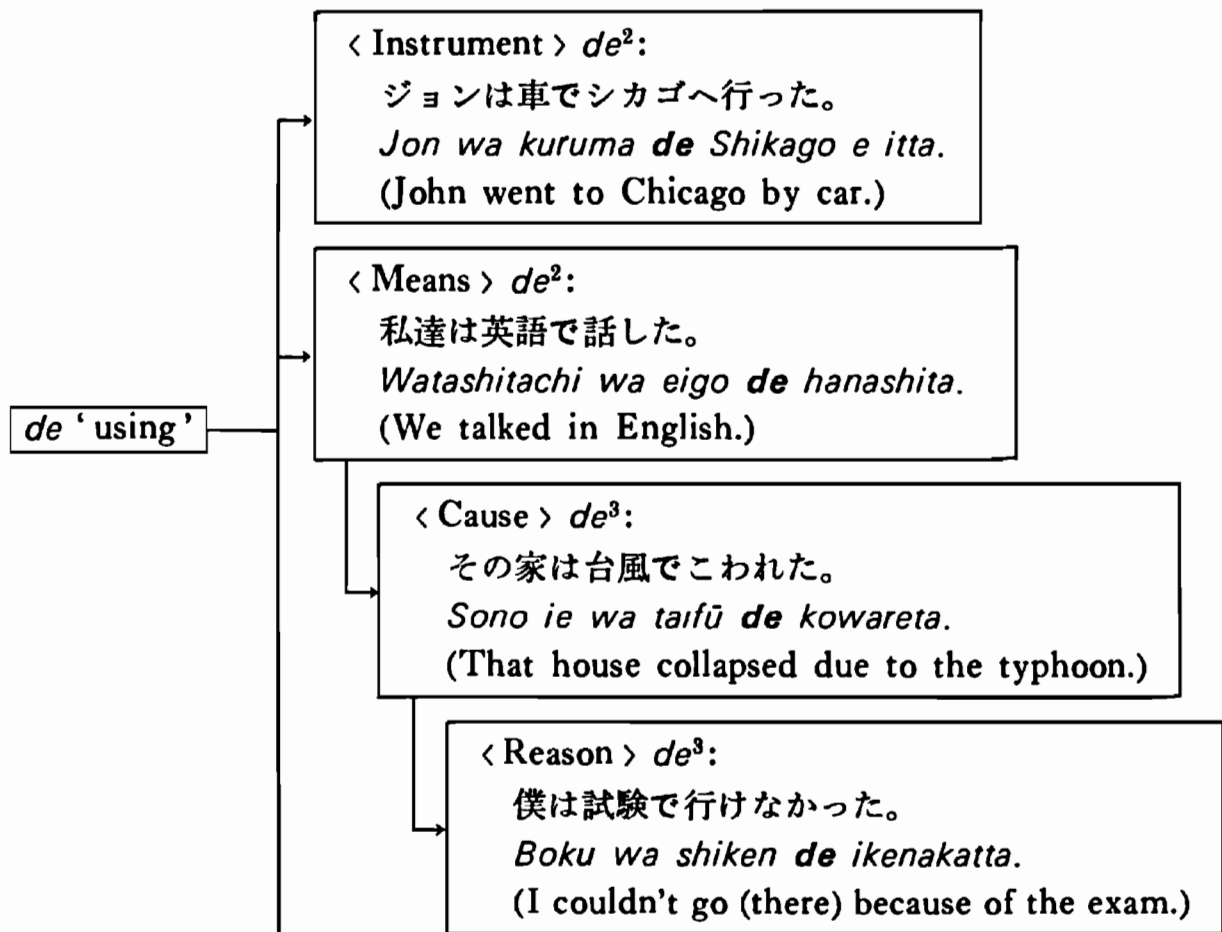 < Instrument > de²:
ジョンは車でシカゴへ行った。
Jon wa kuruma de Shikago e itta.
(John went to Chicago by car.)
< Means > de²:
私達は英語で話した。
Watashitachi wa eigo de hanashita.
(We talked in English.)
de ‘using’
< Cause > de³:
その家は台風でこわれた。
Sono ie wa taifū de kowareta.
(That house collapsed due to the typhoon.)
< Reason > de³:
僕は試験で行けなかった。
Boku wa shiken de ikenakatta.
(I couldn't go (there) because of the exam.)